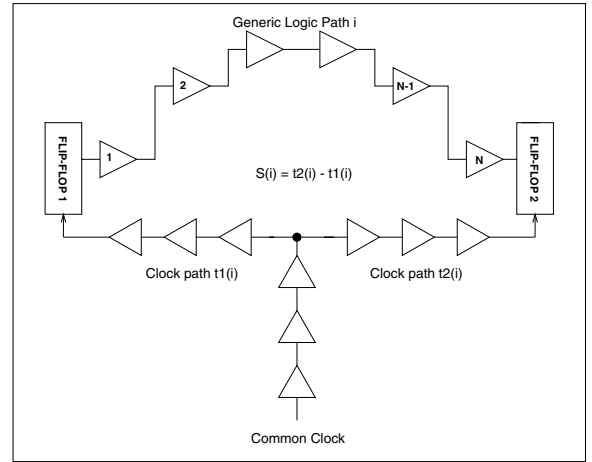 Generic Logic Path i
2
N-1
FLIP-FLOP 1
1
N
FLIP-FLOP 2
S(i) = t2(i) - t1(i)
Clock path t1(i)
Clock path t2(i)
Common Clock